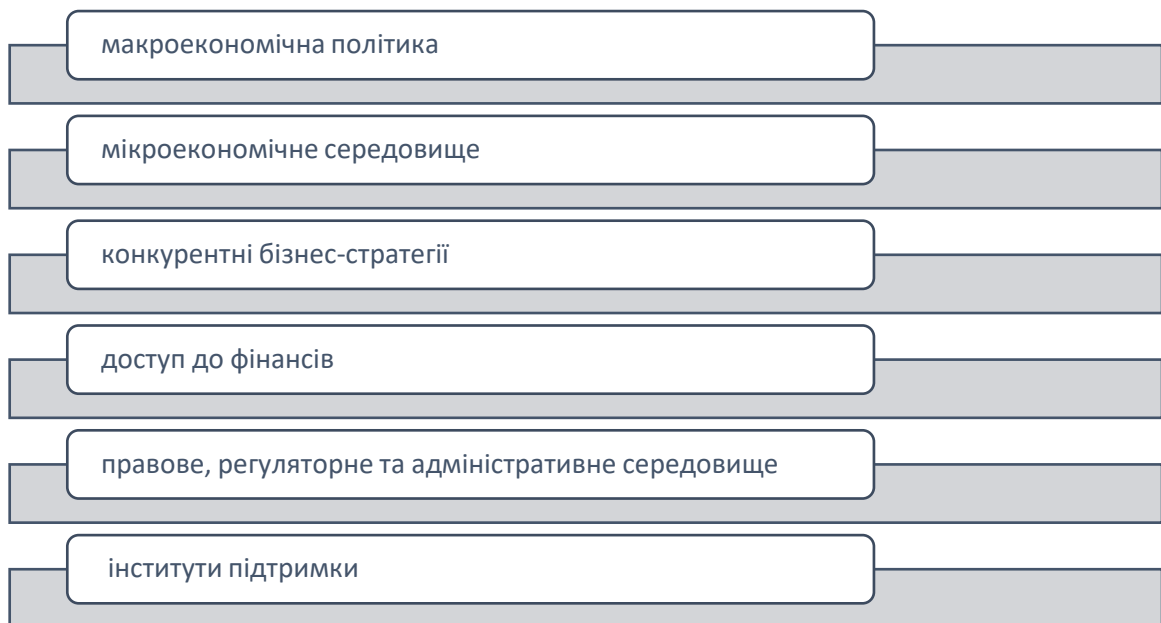 макроекономічна політика
мікроекономічне середовище
конкурентні бізнес-стратегії
доступ до фінансів
правове, регуляторне та адміністративне середовище
інститути підтримки